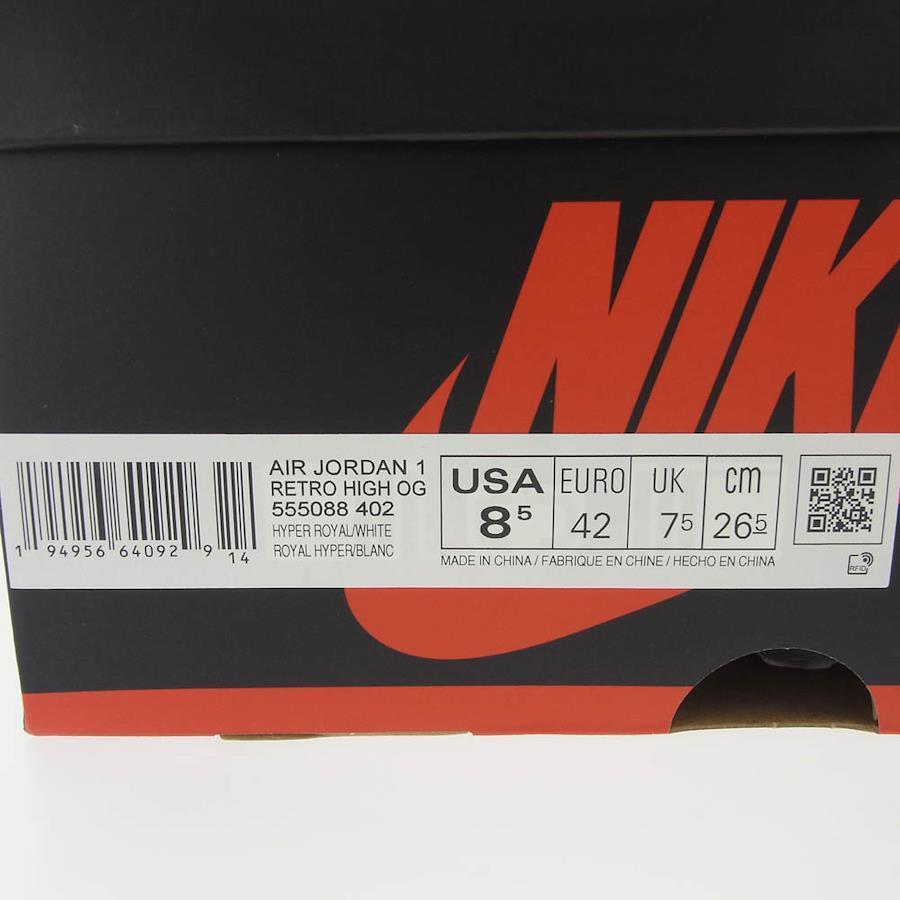 NIK
AIR JORDAN 1
RETRO HIGH OG
555088 402
HYPER ROYAL/WHITE
ROYAL HYPER/BLANC
1 94956 64092 9 14
USA EURO UK cm
8⁵ 42 7⁵ 26⁵
MADE IN CHINA / FABRIQUE EN CHINE / HECHO EN CHINA
RFID